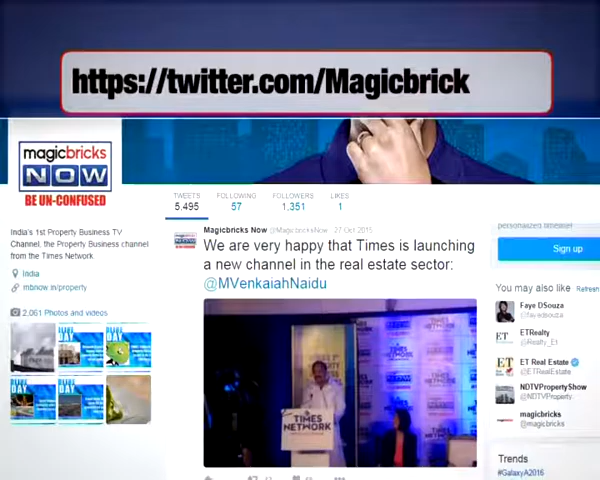 https://twitter.com/Magicbrick
magicbricks
NOW
BE UN-CONFUSED
TWEETS FOLLOWING FOLLOWERS LIKES
5,495 57 1,351 1
India's 1st Property Business TV
Channel, the Property Business channel
from the Times Network
India
mbnow.in/property
2,061 Photos and videos
Magicbricks Now @MagicbricksNow · 27 Oct 2015
We are very happy that Times is launching
a new channel in the real estate sector:
@MVenkaiahNaidu
TIMES
NETWORK
Sign up
You may also like · Refresh
Faye DSouza
@fayedsouza
ETRealty
@Realty_Et
ET Real Estate
@ETRealEstate
NDTVPropertyShow
@NDTVProperty
magicbricks
@magicbricks
Trends
#GalaxyA2016